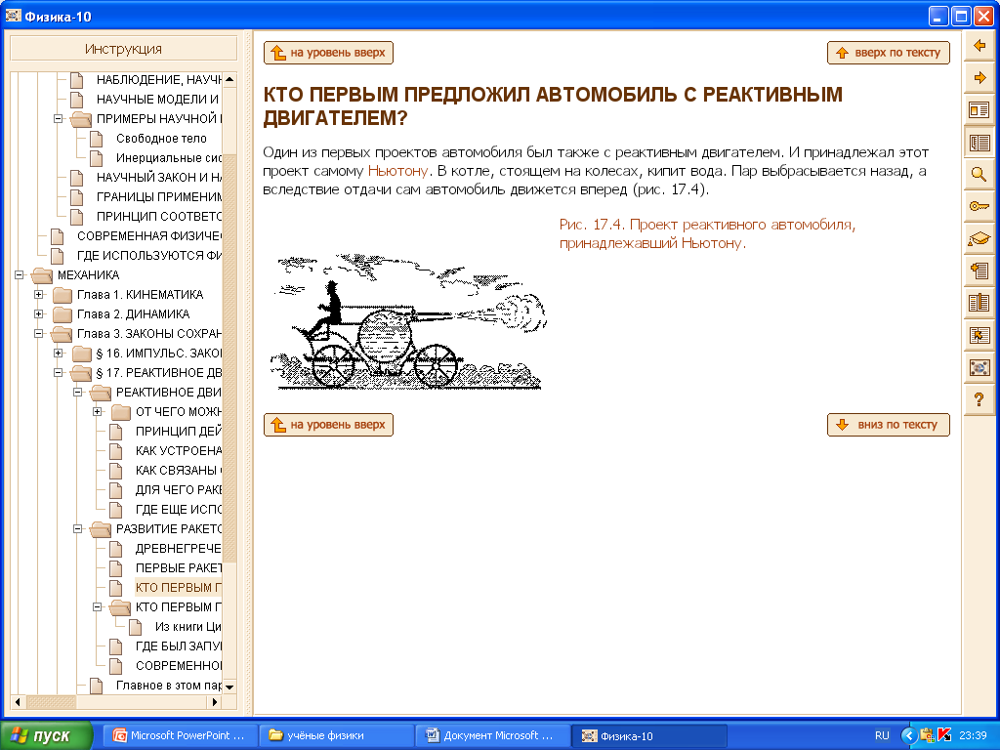 Физика-10
Инструкция
НАБЛЮДЕНИЕ, НАУЧН
НАУЧНЫЕ МОДЕЛИ И
ПРИМЕРЫ НАУЧНОЙ
Свободное тело
Инерциальные сис
НАУЧНЫЙ ЗАКОН И НА
ГРАНИЦЫ ПРИМЕНИМ
ПРИНЦИП СООТВЕТС
СОВРЕМЕННАЯ ФИЗИЧЕС
ГДЕ ИСПОЛЬЗУЮТСЯ ФИ
МЕХАНИКА
Глава 1. КИНЕМАТИКА
Глава 2. ДИНАМИКА
Глава 3. ЗАКОНЫ СОХРАН
§ 16. ИМПУЛЬС. ЗАКО
§ 17. РЕАКТИВНОЕ ДВ
РЕАКТИВНОЕ ДВИ
ОТ ЧЕГО МОЖН
ПРИНЦИП ДЕЙ
КАК УСТРОЕНА
КАК СВЯЗАНЫ
ДЛЯ ЧЕГО РАКЕ
ГДЕ ЕЩЕ ИСПО
РАЗВИТИЕ РАКЕТО
ДРЕВНЕГРЕЧЕ
ПЕРВЫЕ РАКЕТ
КТО ПЕРВЫМ П
КТО ПЕРВЫМ П
Из книги Ци
ГДЕ БЫЛ ЗАПУ
СОВРЕМЕННО
Главное в этом пар
на уровень вверх
вверх по тексту
КТО ПЕРВЫМ ПРЕДЛОЖИЛ АВТОМОБИЛЬ С РЕАКТИВНЫМ
ДВИГАТЕЛЕМ?
Один из первых проектов автомобиля был также с реактивным двигателем. И принадлежал этот
проект самому Ньютону. В котле, стоящем на колесах, кипит вода. Пар выбрасывается назад, а
вследствие отдачи сам автомобиль движется вперед (рис. 17.4).
Рис. 17.4. Проект реактивного автомобиля,
принадлежавший Ньютону.
на уровень вверх
вниз по тексту
?
пуск
Microsoft PowerPoint ...
учёные физики
Документ Microsoft ...
Физика-10
RU
23:39